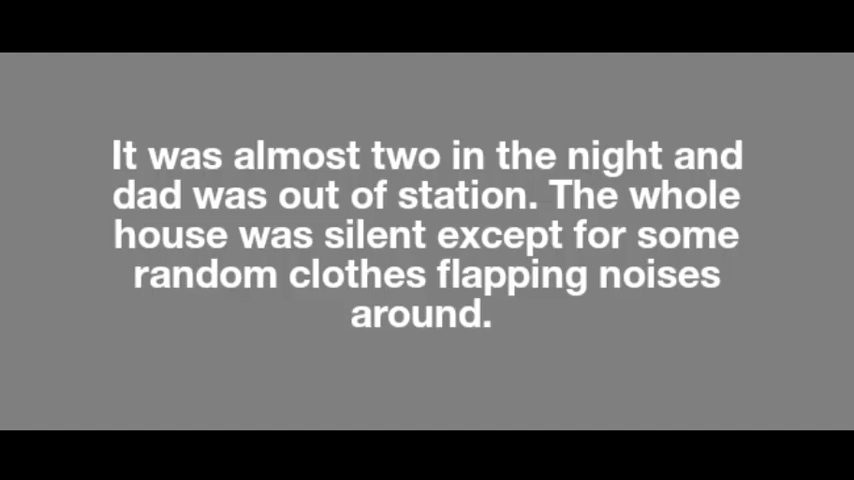 It was almost two in the night and
dad was out of station. The whole
house was silent except for some
random clothes flapping noises
around.